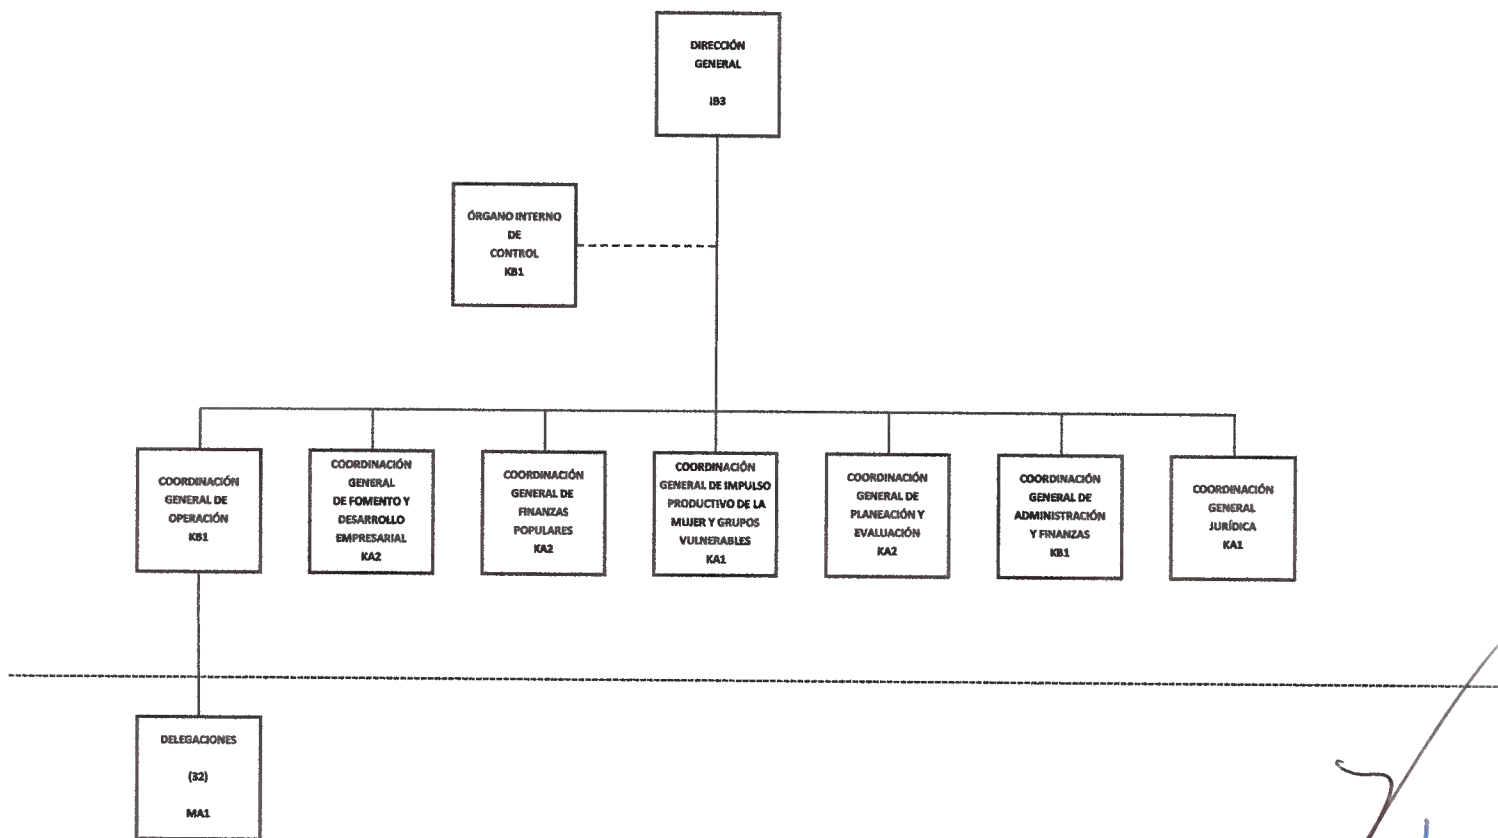 DIRECCIÓN
GENERAL
IB3
ÓRGANO INTERNO
DE
CONTROL
KB1
COORDINACIÓN
GENERAL DE
OPERACIÓN
KB1
COORDINACIÓN
GENERAL
DE FOMENTO Y
DESARROLLO
EMPRESARIAL
KA2
COORDINACIÓN
GENERAL DE
FINANZAS
POPULARES
KA2
COORDINACIÓN
GENERAL DE IMPULSO
PRODUCTIVO DE LA
MUJER Y GRUPOS
VULNERABLES
KA1
COORDINACIÓN
GENERAL DE
PLANEACIÓN Y
EVALUACIÓN
KA2
COORDINACIÓN
GENERAL DE
ADMINISTRACIÓN
Y FINANZAS
KB1
COORDINACIÓN
GENERAL
JURÍDICA
KA1
DELEGACIONES
(32)
MA1